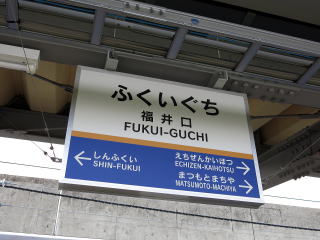 ふくいぐち
福井口
FUKUI-GUCHI
しんふくい
SHIN-FUKUI
えちぜんかいほつ
ECHIZEN-KAIHOTSU
まつもとまちや
MATSUMOTO-MACHIYA